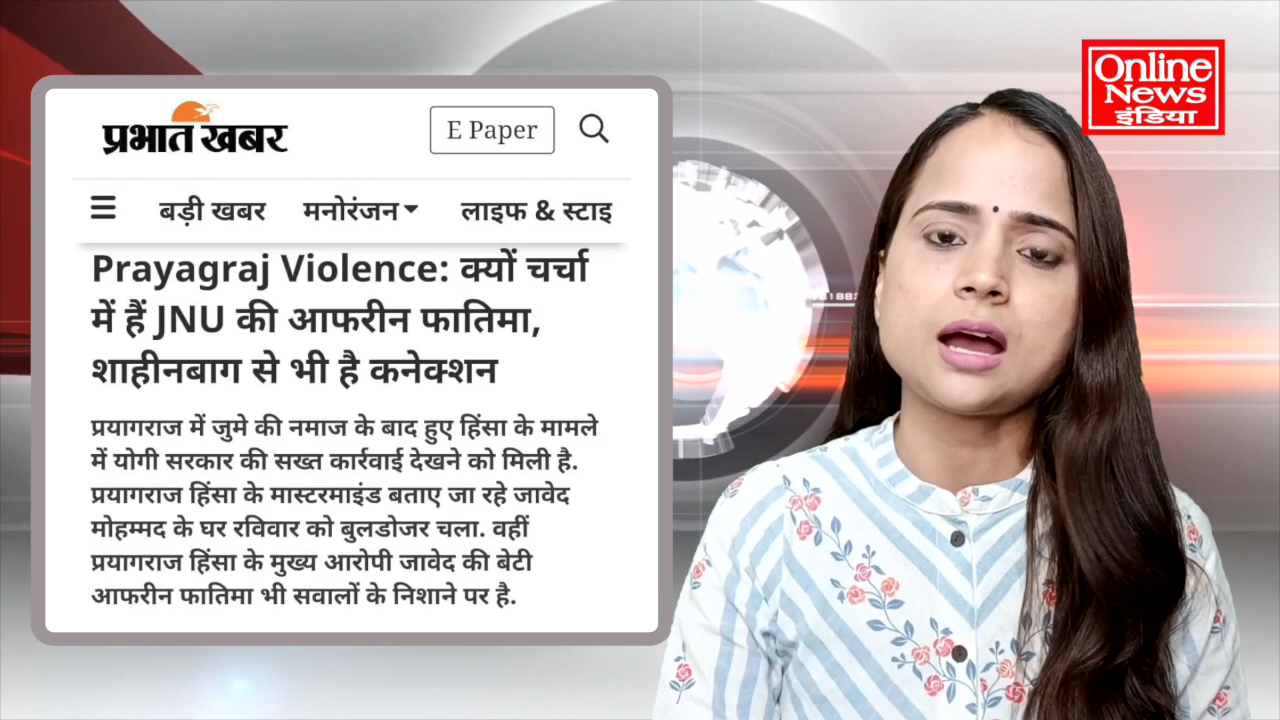 प्रभात खबर
E Paper
बड़ी खबर मनोरंजन लाइफ & स्टाइ
Prayagraj Violence: क्यों चर्चा
में हैं JNU की आफरीन फातिमा,
शाहीनबाग से भी है कनेक्शन
प्रयागराज में जुमे की नमाज के बाद हुए हिंसा के मामले
में योगी सरकार की सख्त कार्रवाई देखने को मिली है.
प्रयागराज हिंसा के मास्टरमाइंड बताए जा रहे जावेद
मोहम्मद के घर रविवार को बुलडोजर चला. वहीं
प्रयागराज हिंसा के मुख्य आरोपी जावेद की बेटी
आफरीन फातिमा भी सवालों के निशाने पर है.
Online
News
इंडिया